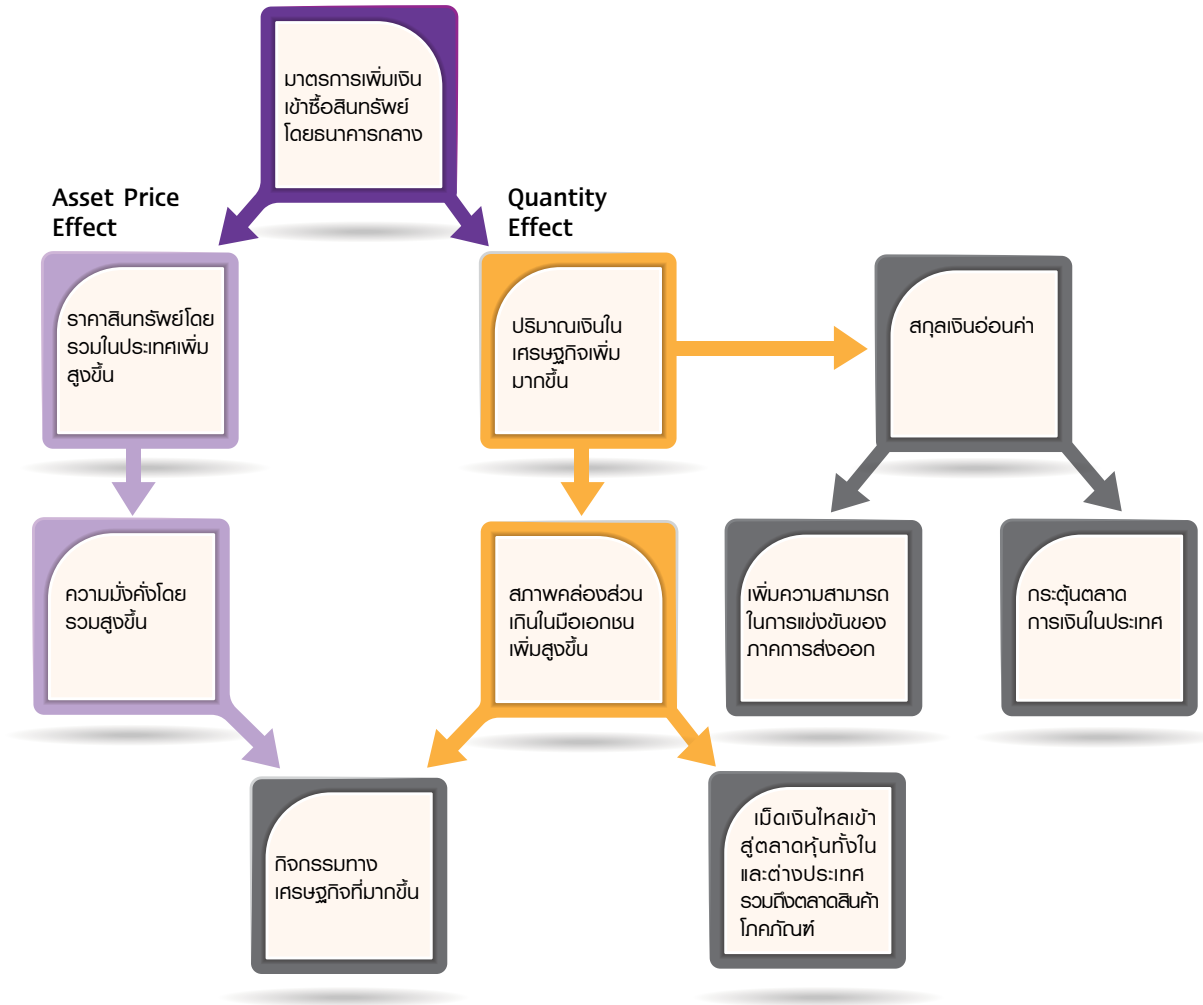 มาตรการเพิ่มเงิน
เข้าซื้อสินทรัพย์
โดยธนาคารกลาง
Asset Price
Effect
Quantity
Effect
ราคาสินทรัพย์โดย
รวมในประเทศเพิ่ม
สูงขึ้น
ปริมาณเงินใน
เศรษฐกิจเพิ่ม
มากขึ้น
สกุลเงินอ่อนค่า
ความมั่งคั่งโดย
รวมสูงขึ้น
สภาพคล่องส่วน
เกินในมือเอกชน
เพิ่มสูงขึ้น
เพิ่มความสามารถ
ในการแข่งขันของ
ภาคการส่งออก
กระตุ้นตลาด
การเงินในประเทศ
กิจกรรมทาง
เศรษฐกิจที่มากขึ้น
เม็ดเงินไหลเข้า
สู่ตลาดหุ้นทั้งใน
และต่างประเทศ
รวมถึงตลาดสินค้า
โภคภัณฑ์